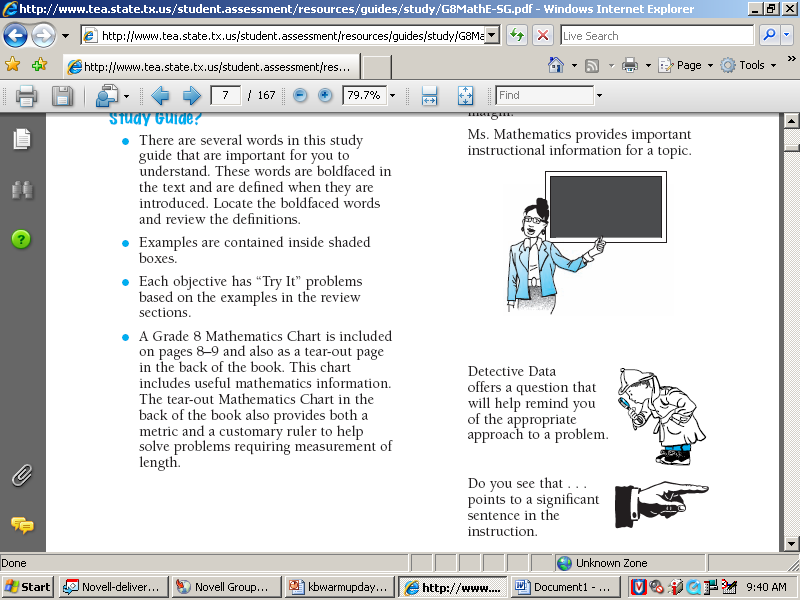 http://www.tea.state.tx.us/student.assessment/resources/guides/study/G8MathE-SG.pdf - Windows Internet Explorer
http://www.tea.state.tx.us/student.assessment/resources/guides/study/G8Ma
Live Search
http://www.tea.state.tx.us/student.assessment/res...
Page
Tools
7 / 167
79.7%
Find
Study Guide?
There are several words in this study
guide that are important for you to
understand. These words are boldfaced in
the text and are defined when they are
introduced. Locate the boldfaced words
and review the definitions.
Examples are contained inside shaded
boxes.
Each objective has “Try It” problems
based on the examples in the review
sections.
A Grade 8 Mathematics Chart is included
on pages 8–9 and also as a tear-out page
in the back of the book. This chart
includes useful mathematics information.
The tear-out Mathematics Chart in the
back of the book also provides both a
metric and a customary ruler to help
solve problems requiring measurement of
length.
margin.
Ms. Mathematics provides important
instructional information for a topic.
Detective Data
offers a question that
will help remind you
of the appropriate
approach to a problem.
Do you see that . . .
points to a significant
sentence in the
instruction.
Done
Unknown Zone
Start
Novell-deliver...
Novell Group...
kbwarmupday...
http://www....
Document1 - ...
9:40 AM